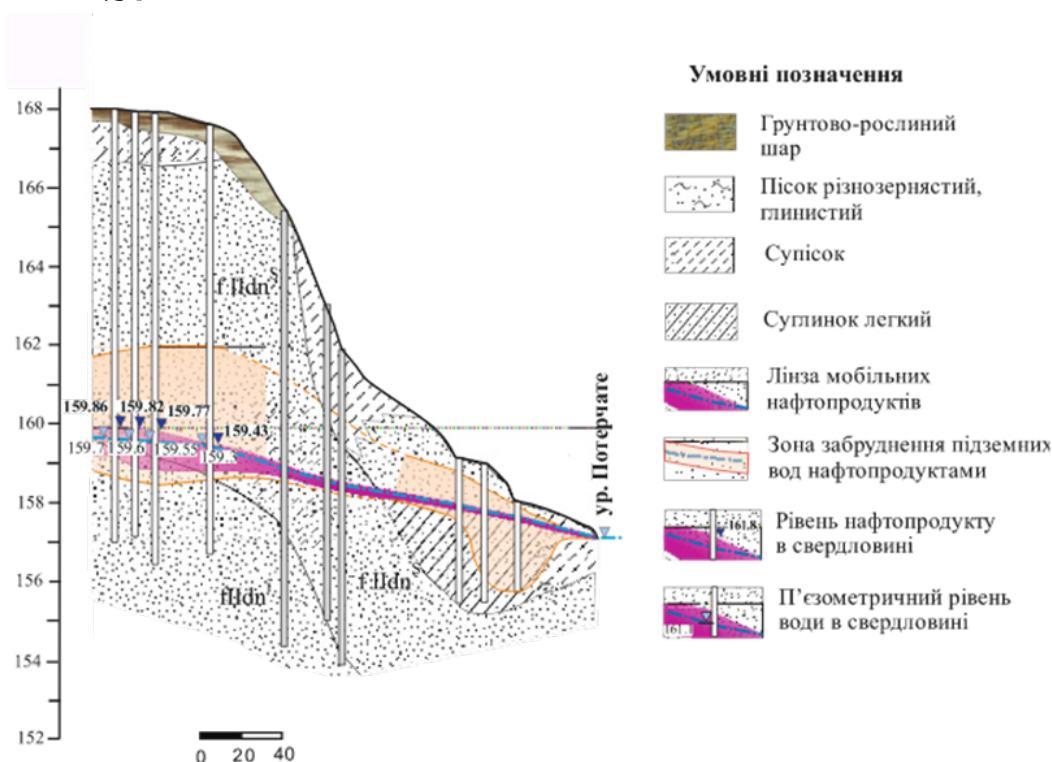 168
166
164
162
160
158
156
154
152
f IIdn
159.86
159.82
159.77
159.43
159.7
159.6
159.55
fIIdn
f IIdn
ур. Потерчате
0 20 40
Умовні позначення
Грунтово-рослиний
шар
Пісок різнозернястий,
глинистий
Супісок
Суглинок легкий
Лінза мобільних
нафтопродуктів
Зона забруднення підземних
вод нафтопродуктами
161.8
Рівень нафтопродукту
в свердловині
П’єзометричний рівень
води в свердловині